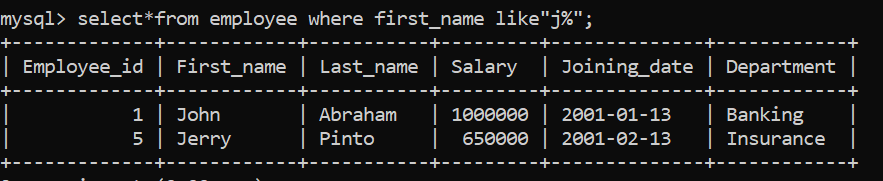 mysql> select*from employee where first_name like"j%";
+-------------+------------+-----------+---------+--------------+------------+
| Employee_id | First_name | Last_name | Salary  | Joining_date | Department |
+-------------+------------+-----------+---------+--------------+------------+
|           1 | John       | Abraham   | 1000000 | 2001-01-13   | Banking    |
|           5 | Jerry      | Pinto     |  650000 | 2001-02-13   | Insurance  |
+-------------+------------+-----------+---------+--------------+------------+